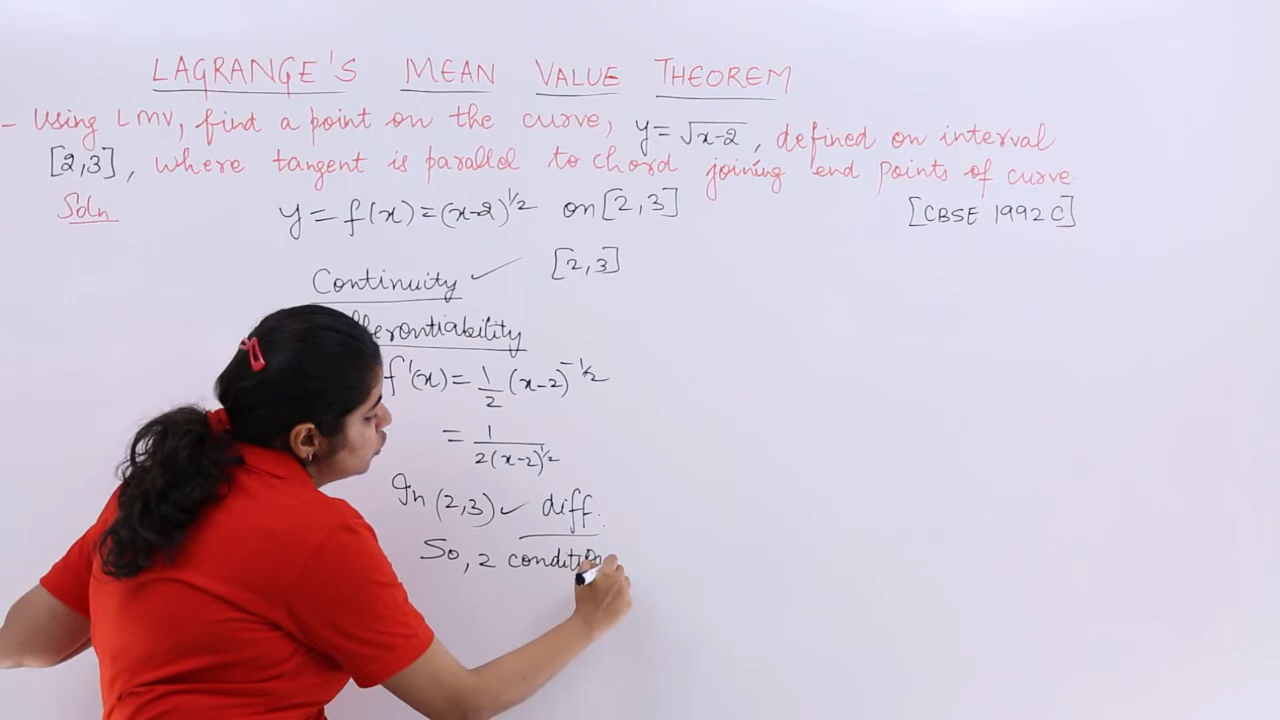 LAGRANGE'S MEAN VALUE THEOREM
- Using LMV, find a point on the curve, y = √x-2, defined on interval
[2,3], where tangent is parallel to chord joining end points of curve.
Soln y = f(x) = (x-2)^1/2 on [2,3] [CBSE 1992 C]
Continuity ✓ [2,3]
f'(x) = 1/2 (x-2)^-1/2
= 1/2(x-2)^1/2
In (2,3) ✓ diff.
So, 2 condition